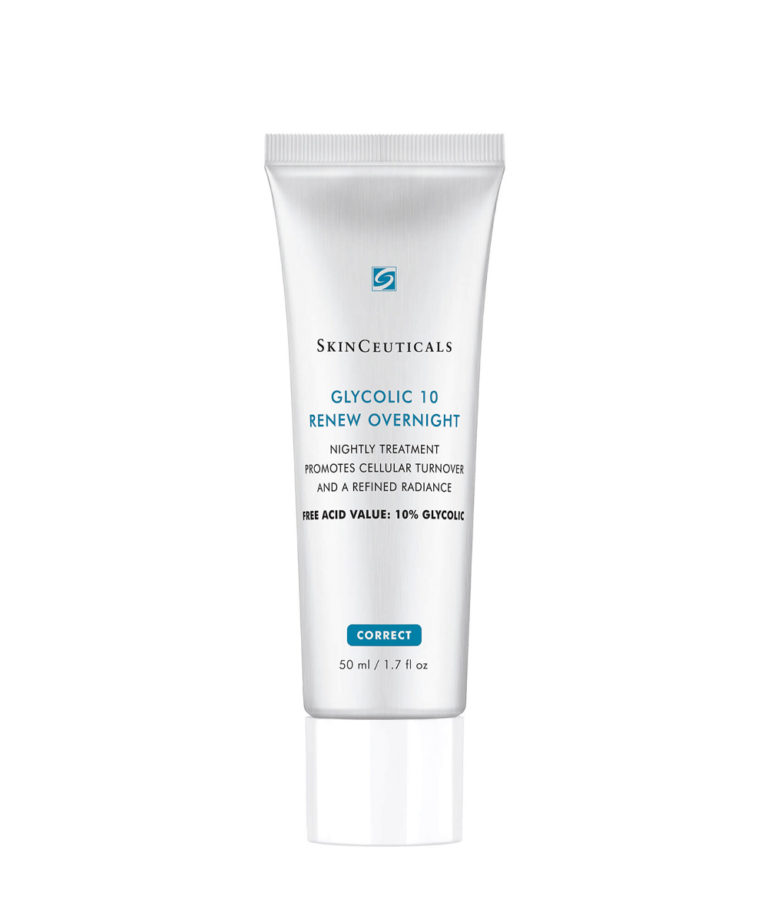 SKINCEUTICALS
GLYCOLIC 10
RENEW OVERNIGHT
NIGHTLY TREATMENT
PROMOTES CELLULAR TURNOVER
AND A REFINED RADIANCE
FREE ACID VALUE: 10% GLYCOLIC
CORRECT
50 ml / 1.7 fl oz